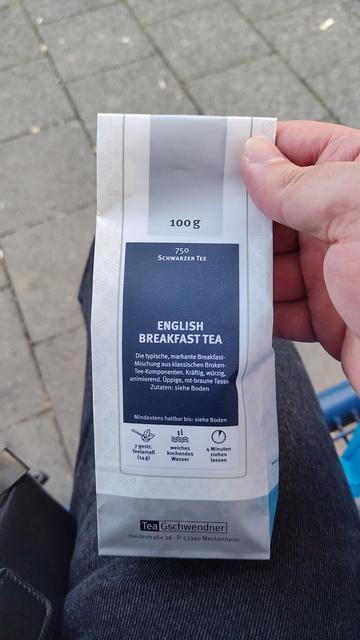 100 g
750
SCHWARZER TEE
ENGLISH
BREAKFAST TEA
Die typische, markante Breakfast-
Mischung aus klassischen Broken-
Tee-Komponenten. Kräftig, würzig,
animierend. Üppige, rot-braune Tasse.
Zutaten: siehe Boden
Mindestens haltbar bis: siehe Boden
7 gestr. Teelamaß (14 g)
1 l weiches kochendes Wasser
4 Minuten ziehen lassen
TeaGschwendner
Heidestraße 26 · D-53340 Meckenheim